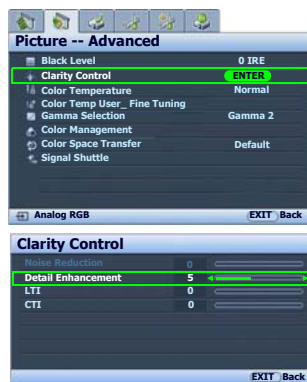 Picture -- Advanced
Black Level 0 IRE
Clarity Control ENTER
Color Temperature Normal
Color Temp User_ Fine Tuning
Gamma Selection Gamma 2
Color Management
Color Space Transfer Default
Signal Shuttle
Analog RGB EXIT Back
Clarity Control
Noise Reduction 0
Detail Enhancement 5
LTI 0
CTI 0
EXIT Back